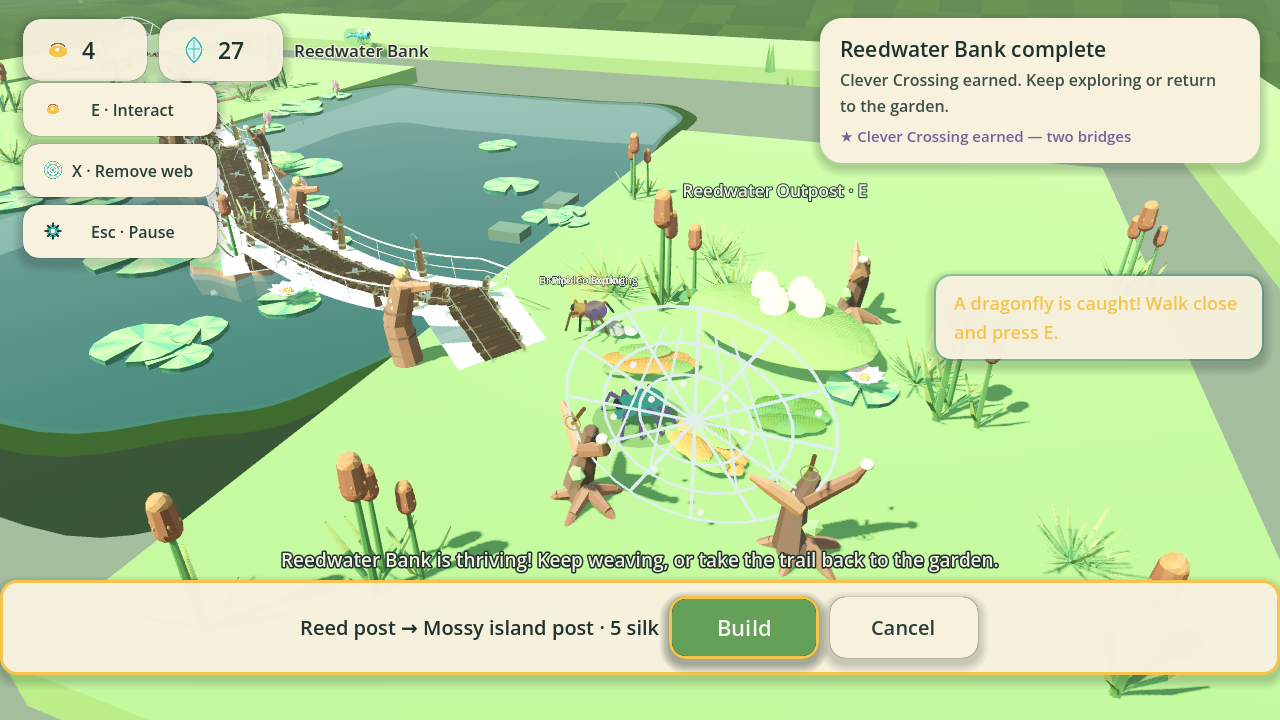 4
27
Reedwater Bank
E · Interact
X · Remove web
Esc · Pause
Reedwater Bank complete
Clever Crossing earned. Keep exploring or return
to the garden.
★ Clever Crossing earned — two bridges
Reedwater Outpost · E
A dragonfly is caught! Walk close
and press E.
Reedwater Bank is thriving! Keep weaving, or take the trail back to the garden.
Reed post → Mossy island post · 5 silk
Build
Cancel